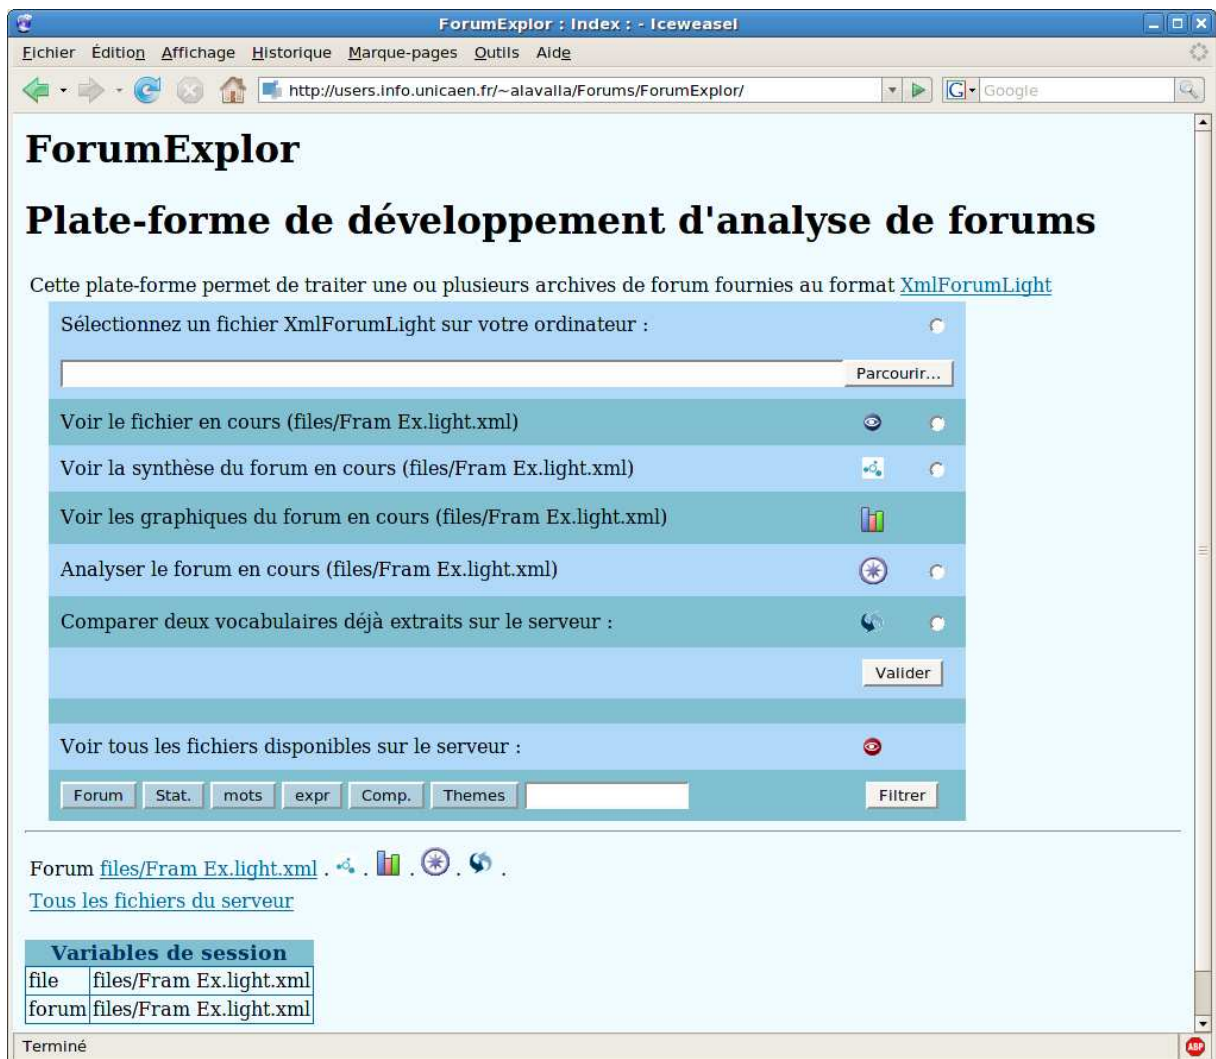 ForumExplor : Index : - Iceweasel
Fichier Édition Affichage Historique Marque-pages Outils Aide
http://users.info.unicaen.fr/~alavalla/Forums/ForumExplor/ G Google
ForumExplor
Plate-forme de développement d'analyse de forums
Cette plate-forme permet de traiter une ou plusieurs archives de forum fournies au format XmlForumLight
Sélectionnez un fichier XmlForumLight sur votre ordinateur :
Parcourir...
Voir le fichier en cours (files/Fram Ex.light.xml)
Voir la synthèse du forum en cours (files/Fram Ex.light.xml)
Voir les graphiques du forum en cours (files/Fram Ex.light.xml)
Analyser le forum en cours (files/Fram Ex.light.xml)
Comparer deux vocabulaires déjà extraits sur le serveur :
Valider
Voir tous les fichiers disponibles sur le serveur :
Forum Stat. mots expr Comp. Themes Filtrer
Forum files/Fram Ex.light.xml . . . . .
Tous les fichiers du serveur
Variables de session
file files/Fram Ex.light.xml
forum files/Fram Ex.light.xml
Terminé ABP